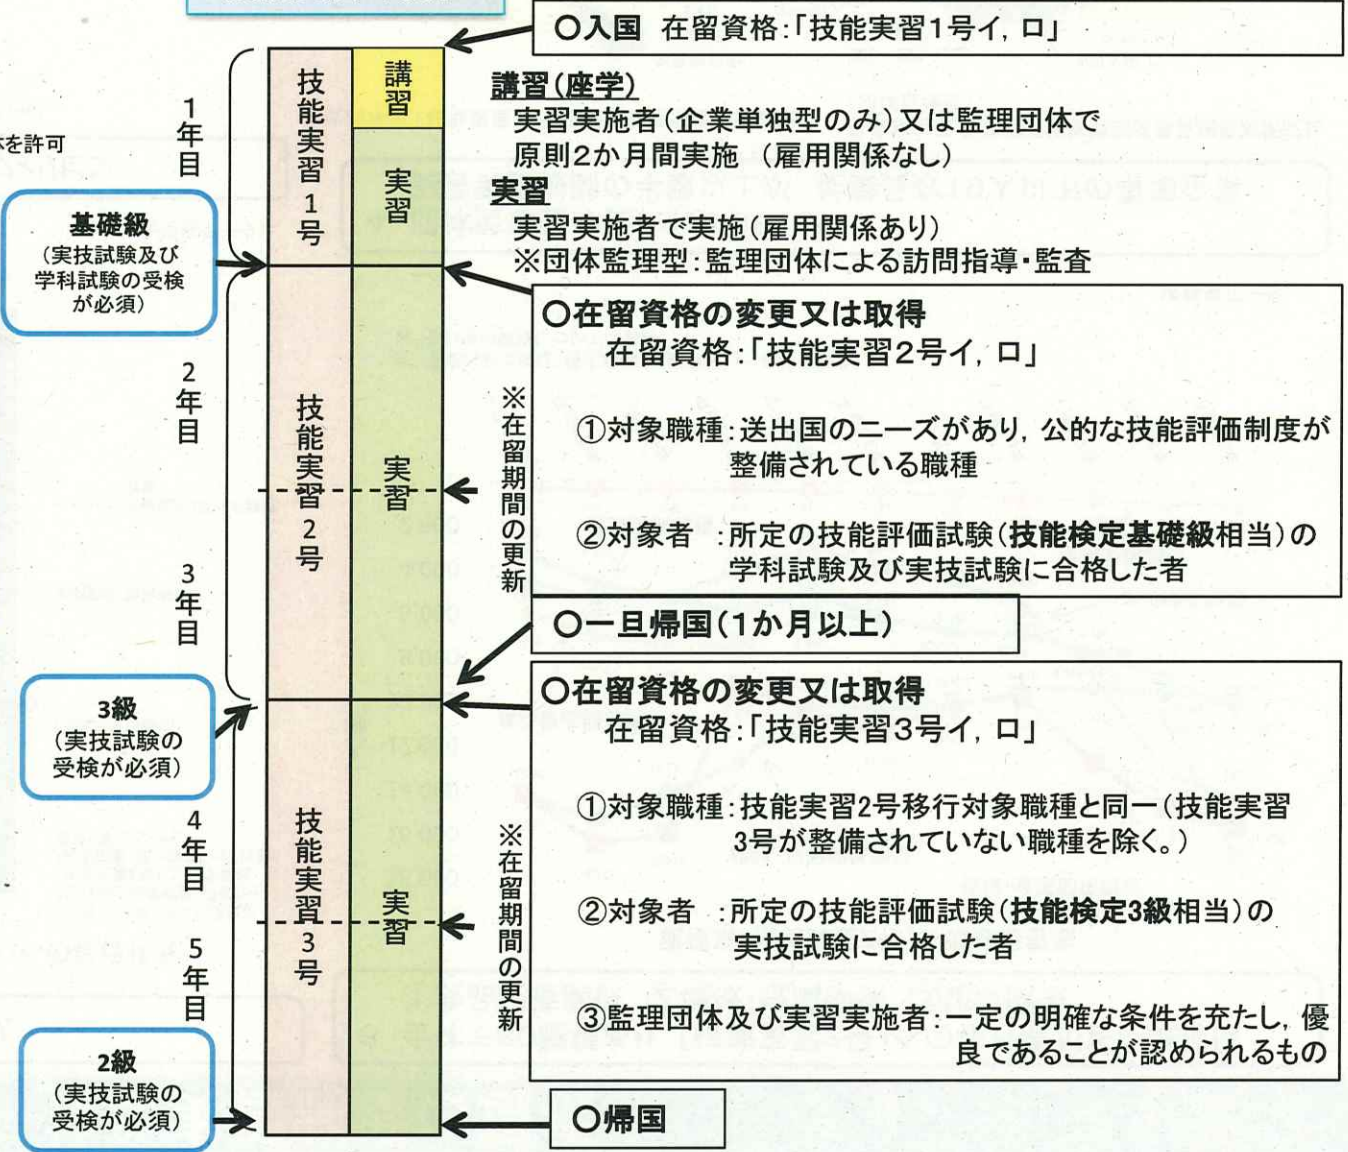 ○入国 在留資格:「技能実習1号イ，ロ」
講習(座学)
実習実施者(企業単独型のみ)又は監理団体で
原則2か月間実施 （雇用関係なし）
実習
実習実施者で実施(雇用関係あり)
※団体監理型：監理団体による訪問指導・監査
を許可
1年目
2年目
3年目
4年目
5年目
基礎級
（実技試験及び
学科試験の受検
が必須）
3級
（実技試験の
受検が必須）
2級
（実技試験の
受検が必須）
技能実習1号
技能実習2号
技能実習3号
講習
実習
実習
実習
※在留期間の更新
※在留期間の更新
○在留資格の変更又は取得
在留資格:「技能実習2号イ，ロ」
①対象職種：送出国のニーズがあり，公的な技能評価制度が
整備されている職種
②対象者 ：所定の技能評価試験(技能検定基礎級相当)の
学科試験及び実技試験に合格した者
○一旦帰国(1か月以上)
○在留資格の変更又は取得
在留資格:「技能実習3号イ，ロ」
①対象職種：技能実習2号移行対象職種と同一(技能実習
3号が整備されていない職種を除く。)
②対象者 ：所定の技能評価試験(技能検定3級相当)の
実技試験に合格した者
③監理団体及び実習実施者：一定の明確な条件を充たし，優
良であることが認められるもの
○帰国